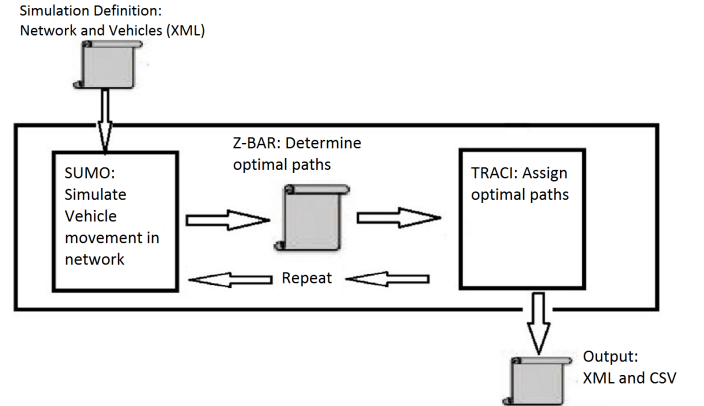 Simulation Definition:
Network and Vehicles (XML)
Z-BAR: Determine
optimal paths
SUMO:
Simulate
Vehicle
movement in
network
TRACI: Assign
optimal paths
Repeat
Output:
XML and CSV